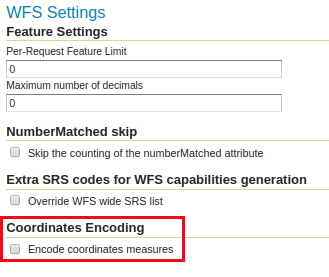 WFS Settings
Feature Settings
Per-Request Feature Limit
0
Maximum number of decimals
0
NumberMatched skip
Skip the counting of the numberMatched attribute
Extra SRS codes for WFS capabilities generation
Override WFS wide SRS list
Coordinates Encoding
Encode coordinates measures